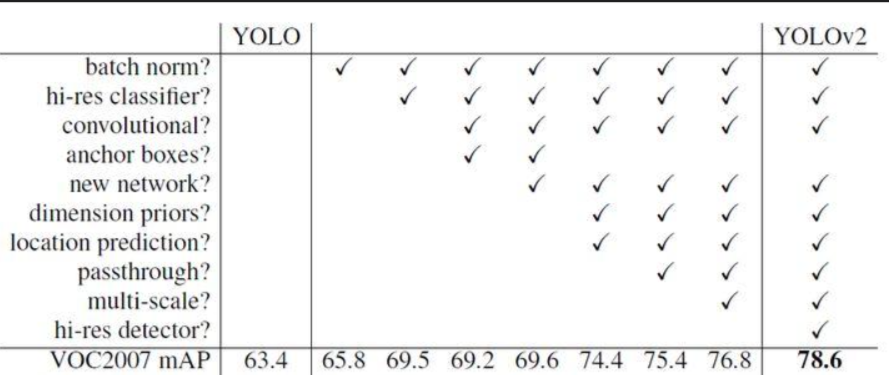 YOLO YOLOv2
batch norm? ✓ ✓ ✓ ✓ ✓ ✓ ✓ ✓
hi-res classifier? ✓ ✓ ✓ ✓ ✓ ✓ ✓
convolutional? ✓ ✓ ✓ ✓ ✓ ✓
anchor boxes? ✓ ✓
new network? ✓ ✓ ✓ ✓ ✓
dimension priors? ✓ ✓ ✓ ✓
location prediction? ✓ ✓ ✓ ✓
passthrough? ✓ ✓ ✓
multi-scale? ✓ ✓
hi-res detector? ✓
VOC2007 mAP 63.4 65.8 69.5 69.2 69.6 74.4 75.4 76.8 78.6